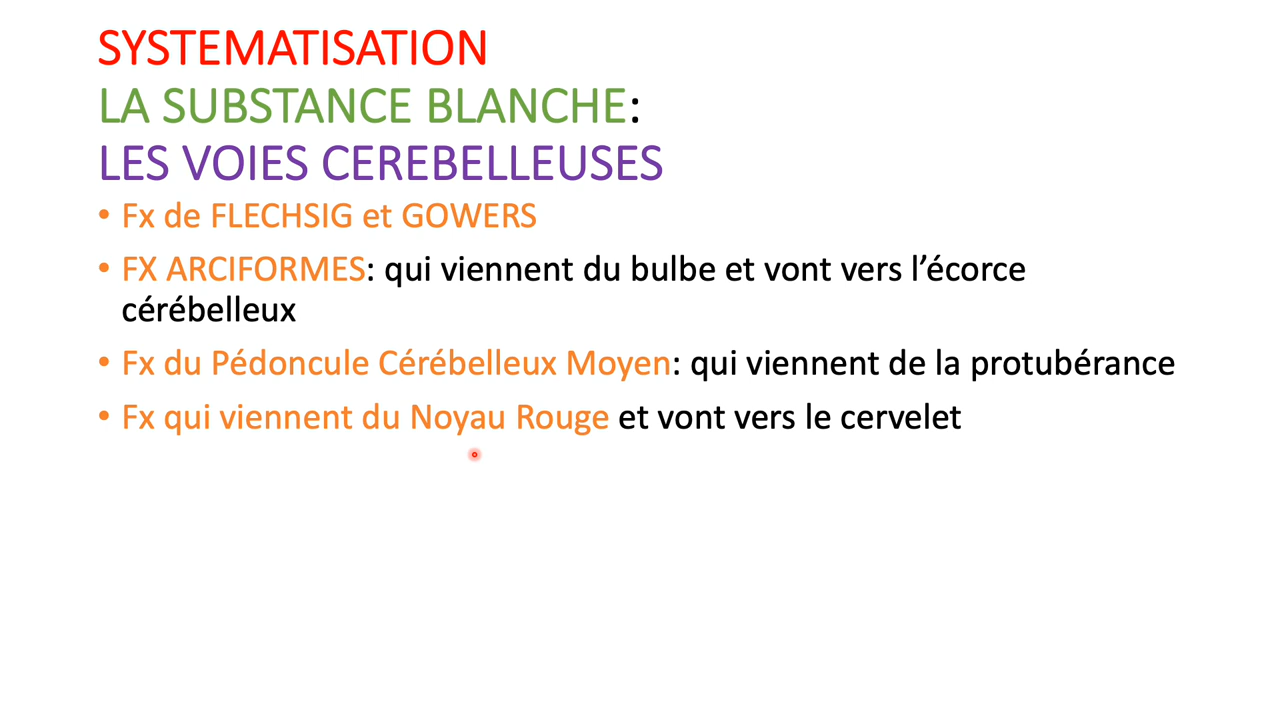 SYSTEMATISATION
LA SUBSTANCE BLANCHE:
LES VOIES CEREBELLEUSES
• Fx de FLECHSIG et GOWERS
• FX ARCIFORMES: qui viennent du bulbe et vont vers l’écorce
cérébelleux
• Fx du Pédoncule Cérébelleux Moyen: qui viennent de la protubérance
• Fx qui viennent du Noyau Rouge et vont vers le cervelet